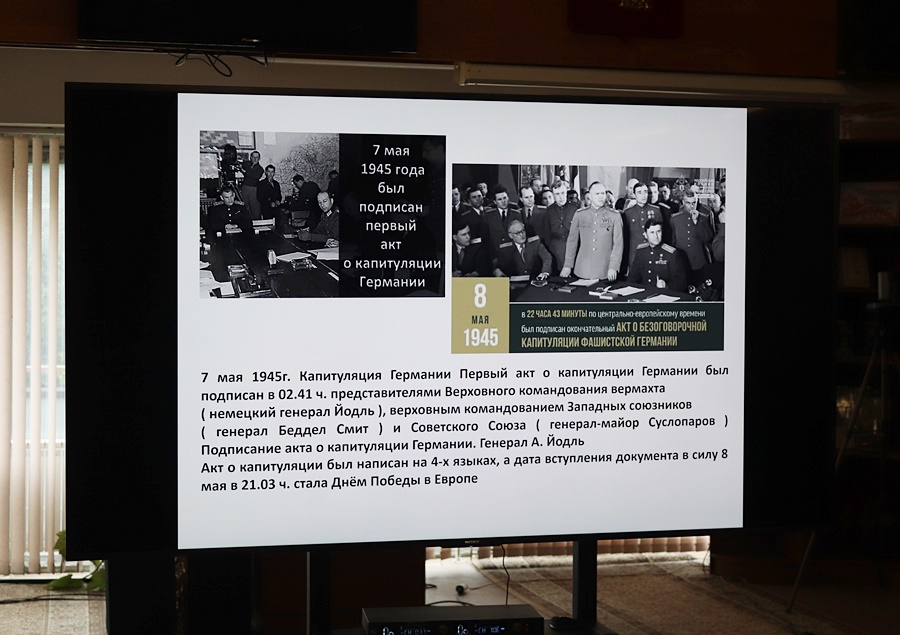 7 мая
1945 года
был
подписан
первый
акт
о капитуляции
Германии
8
МАЯ
1945
в 22 ЧАСА 43 МИНУТЫ по центрально-европейскому времени
был подписан окончательный АКТ О БЕЗОГОВОРОЧНОЙ
КАПИТУЛЯЦИИ ФАШИСТСКОЙ ГЕРМАНИИ
7 мая 1945г. Капитуляция Германии Первый акт о капитуляции Германии был
подписан в 02.41 ч. представителями Верховного командования вермахта
( немецкий генерал Йодль ), верховным командованием Западных союзников
( генерал Беддел Смит ) и Советского Союза ( генерал-майор Суслопаров )
Подписание акта о капитуляции Германии. Генерал А. Йодль
Акт о капитуляции был написан на 4-х языках, а дата вступления документа в силу 8
мая в 21.03 ч. стала Днём Победы в Европе